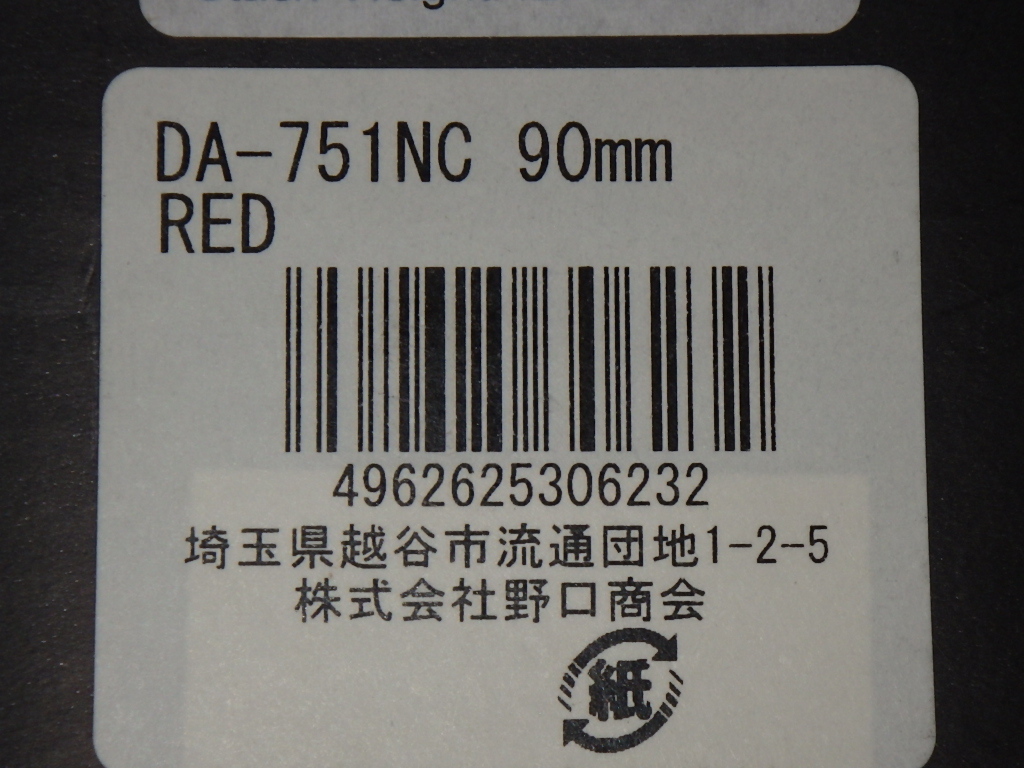 DA-751NC 90mm
RED
4962625306232
埼玉県越谷市流通団地1-2-5
株式会社野口商会
紙